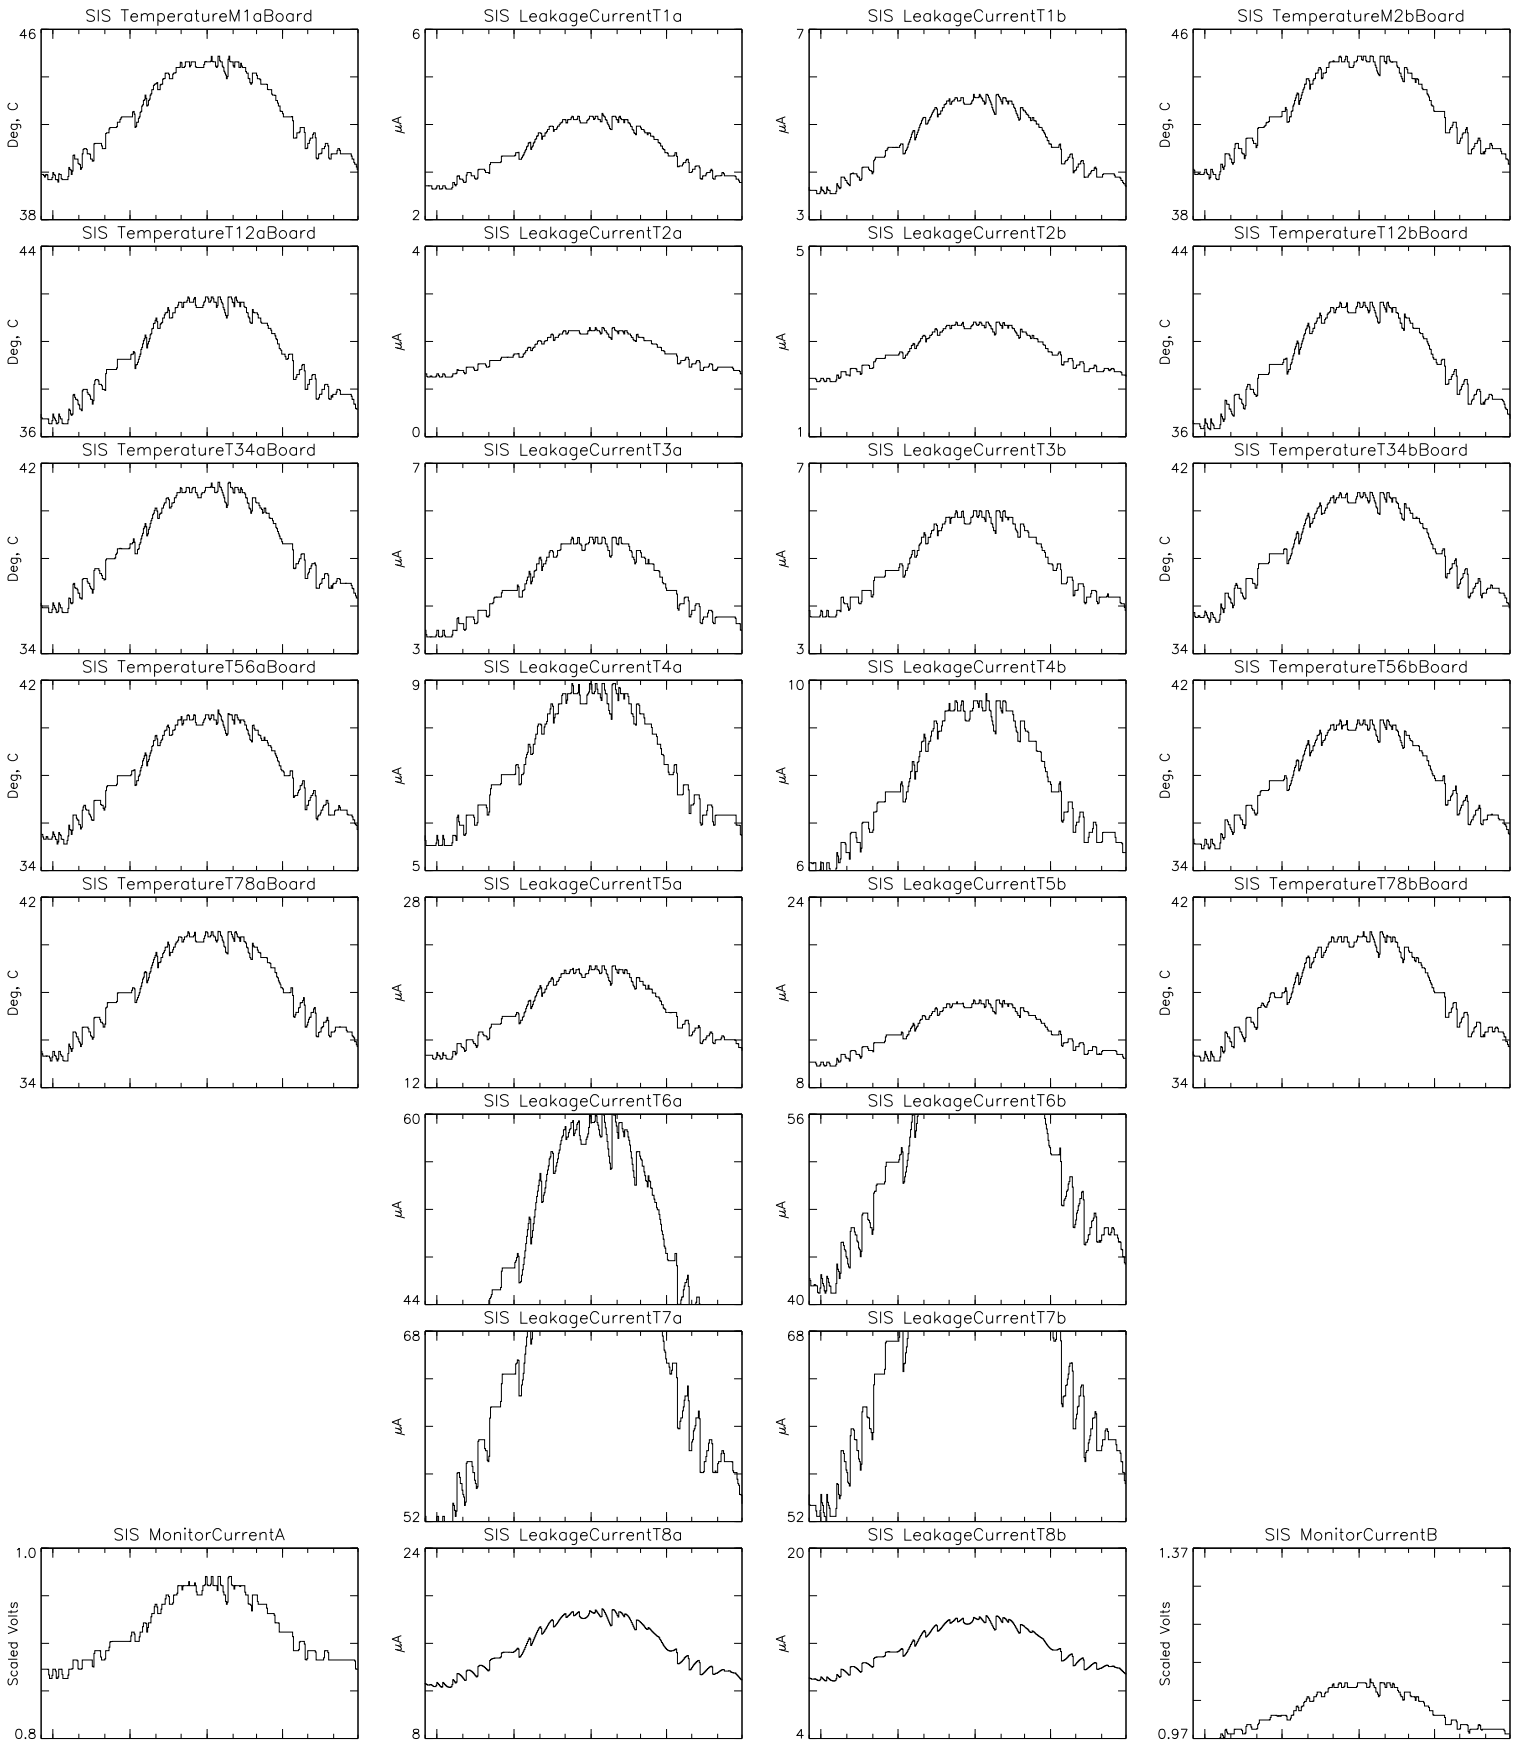 SIS TemperatureM1aBoard SIS LeakageCurrentT1a SIS LeakageCurrentT1b SIS TemperatureM2bBoard
46 6 7 46
Deg, C μA μA Deg, C
38 2 3 38
SIS TemperatureT12aBoard SIS LeakageCurrentT2a SIS LeakageCurrentT2b SIS TemperatureT12bBoard
44 4 5 44
Deg, C μA μA Deg, C
36 0 1 36
SIS TemperatureT34aBoard SIS LeakageCurrentT3a SIS LeakageCurrentT3b SIS TemperatureT34bBoard
42 7 7 42
Deg, C μA μA Deg, C
34 3 3 34
SIS TemperatureT56aBoard SIS LeakageCurrentT4a SIS LeakageCurrentT4b SIS TemperatureT56bBoard
42 9 10 42
Deg, C μA μA Deg, C
34 5 6 34
SIS TemperatureT78aBoard SIS LeakageCurrentT5a SIS LeakageCurrentT5b SIS TemperatureT78bBoard
42 28 24 42
Deg, C μA μA Deg, C
34 12 8 34
SIS LeakageCurrentT6a SIS LeakageCurrentT6b
60 56
μA μA
44 40
SIS LeakageCurrentT7a SIS LeakageCurrentT7b
68 68
μA μA
52 52
SIS MonitorCurrentA SIS LeakageCurrentT8a SIS LeakageCurrentT8b SIS MonitorCurrentB
1.0 24 20 1.37
Scaled Volts μA μA Scaled Volts
0.8 8 4 0.97